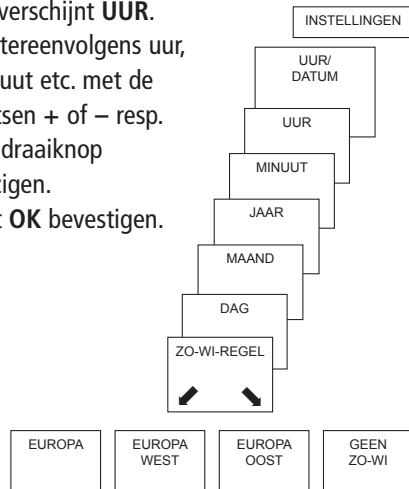 verschijnt UUR.
tereenvolgens uur,
uut etc. met de
tsen + of – resp.
draaiknop
zigen.
t OK bevestigen.
INSTELLINGEN
UUR/
DATUM
UUR
MINUUT
JAAR
MAAND
DAG
ZO-WI-REGEL
EUROPA
EUROPA
WEST
EUROPA
OOST
GEEN
ZO-WI